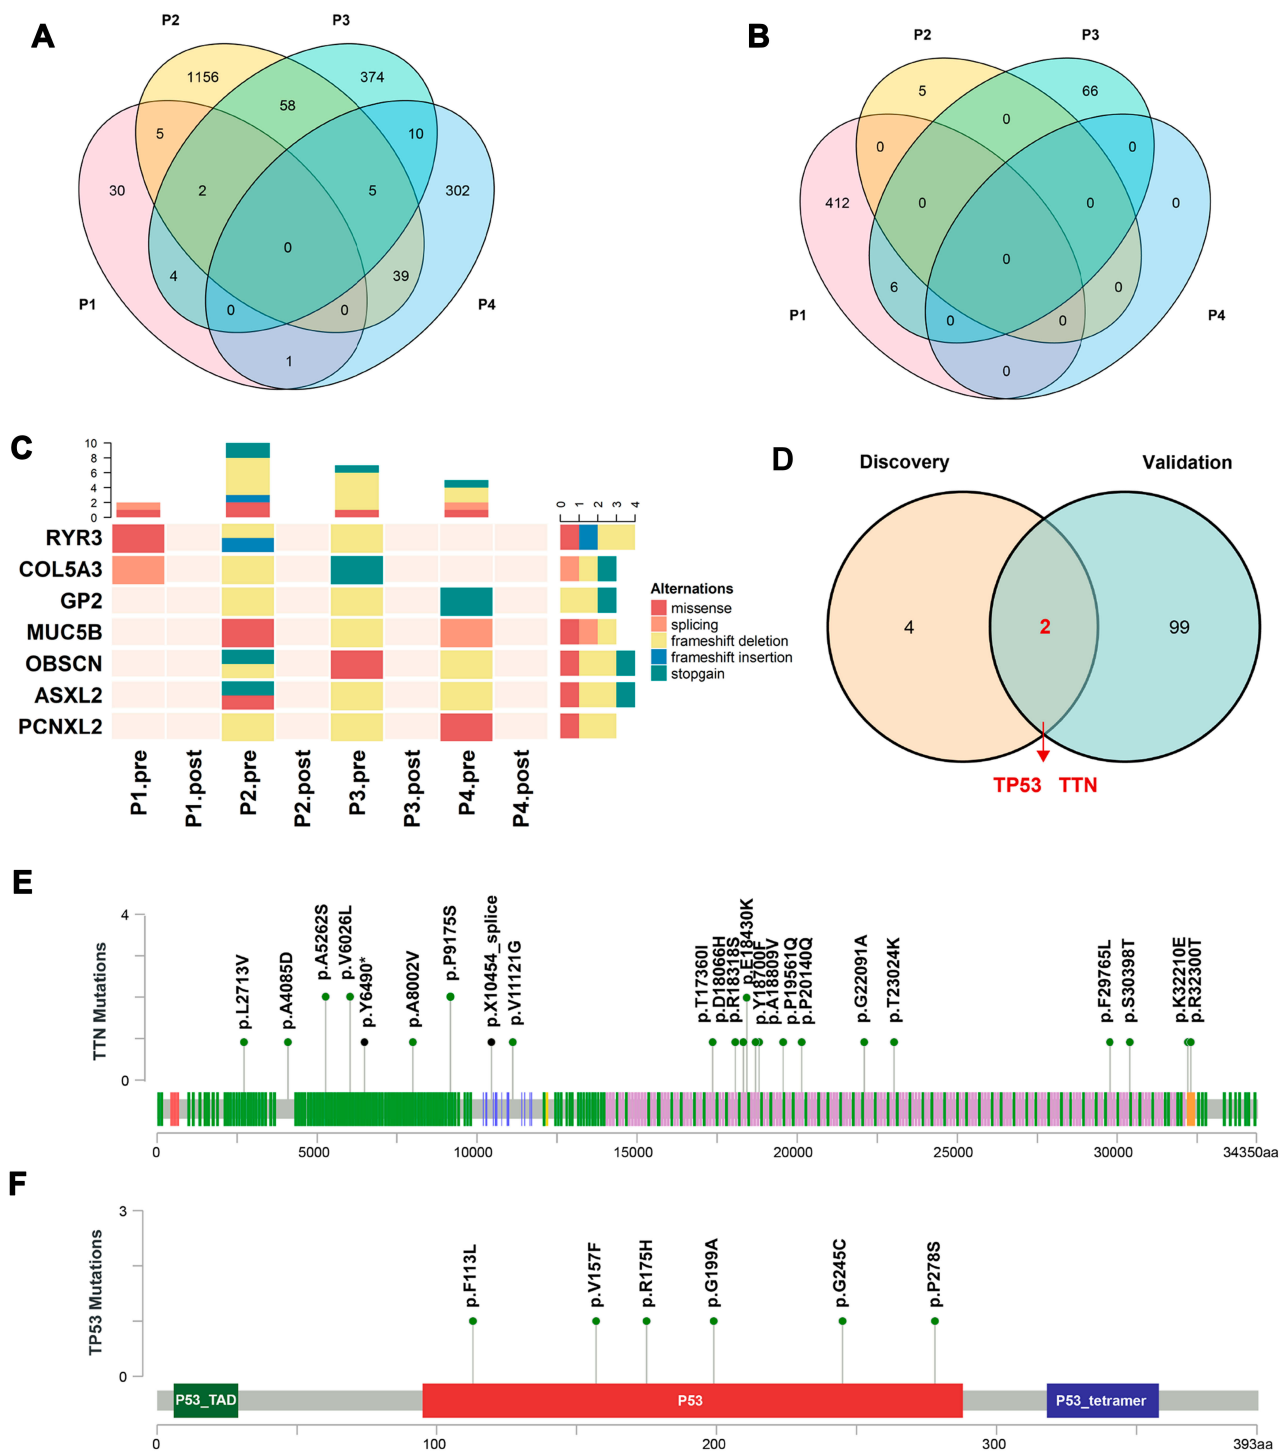 A
P2
P3
1156
374
58
5
10
30
2
5
302
0
4
39
P1
0
0
P4
1
B
P2
P3
5
66
0
0
0
412
0
0
0
0
6
0
P1
0
0
P4
0
C
10
8
6
4
2
0
0 1 2 3 4
RYR3
COL5A3
GP2
MUC5B
OBSCN
ASXL2
PCNXL2
P1.pre
P1.post
P2.pre
P2.post
P3.pre
P3.post
P4.pre
P4.post
Alternations
missense
splicing
frameshift deletion
frameshift insertion
stopgain
D
Discovery
Validation
4
2
99
TP53 TTN
E
TTN Mutations
4
0
p.L2713V
p.A4085D
p.A5262S
p.V6026L
p.Y6490*
p.A8002V
p.P9175S
p.X10454_splice
p.V11121G
p.T17360I
p.D18066H
p.R18318S
p.E18430K
p.Y18700F
p.A18809V
p.P19561Q
p.P20140Q
p.G22091A
p.T23024K
p.F29765L
p.S30398T
p.K32210E
p.R32300T
0 5000 10000 15000 20000 25000 30000 34350aa
F
TP53 Mutations
3
0
p.F113L
p.V157F
p.R175H
p.G199A
p.G245C
p.P278S
P53_TAD
P53
P53_tetramer
0 100 200 300 393aa